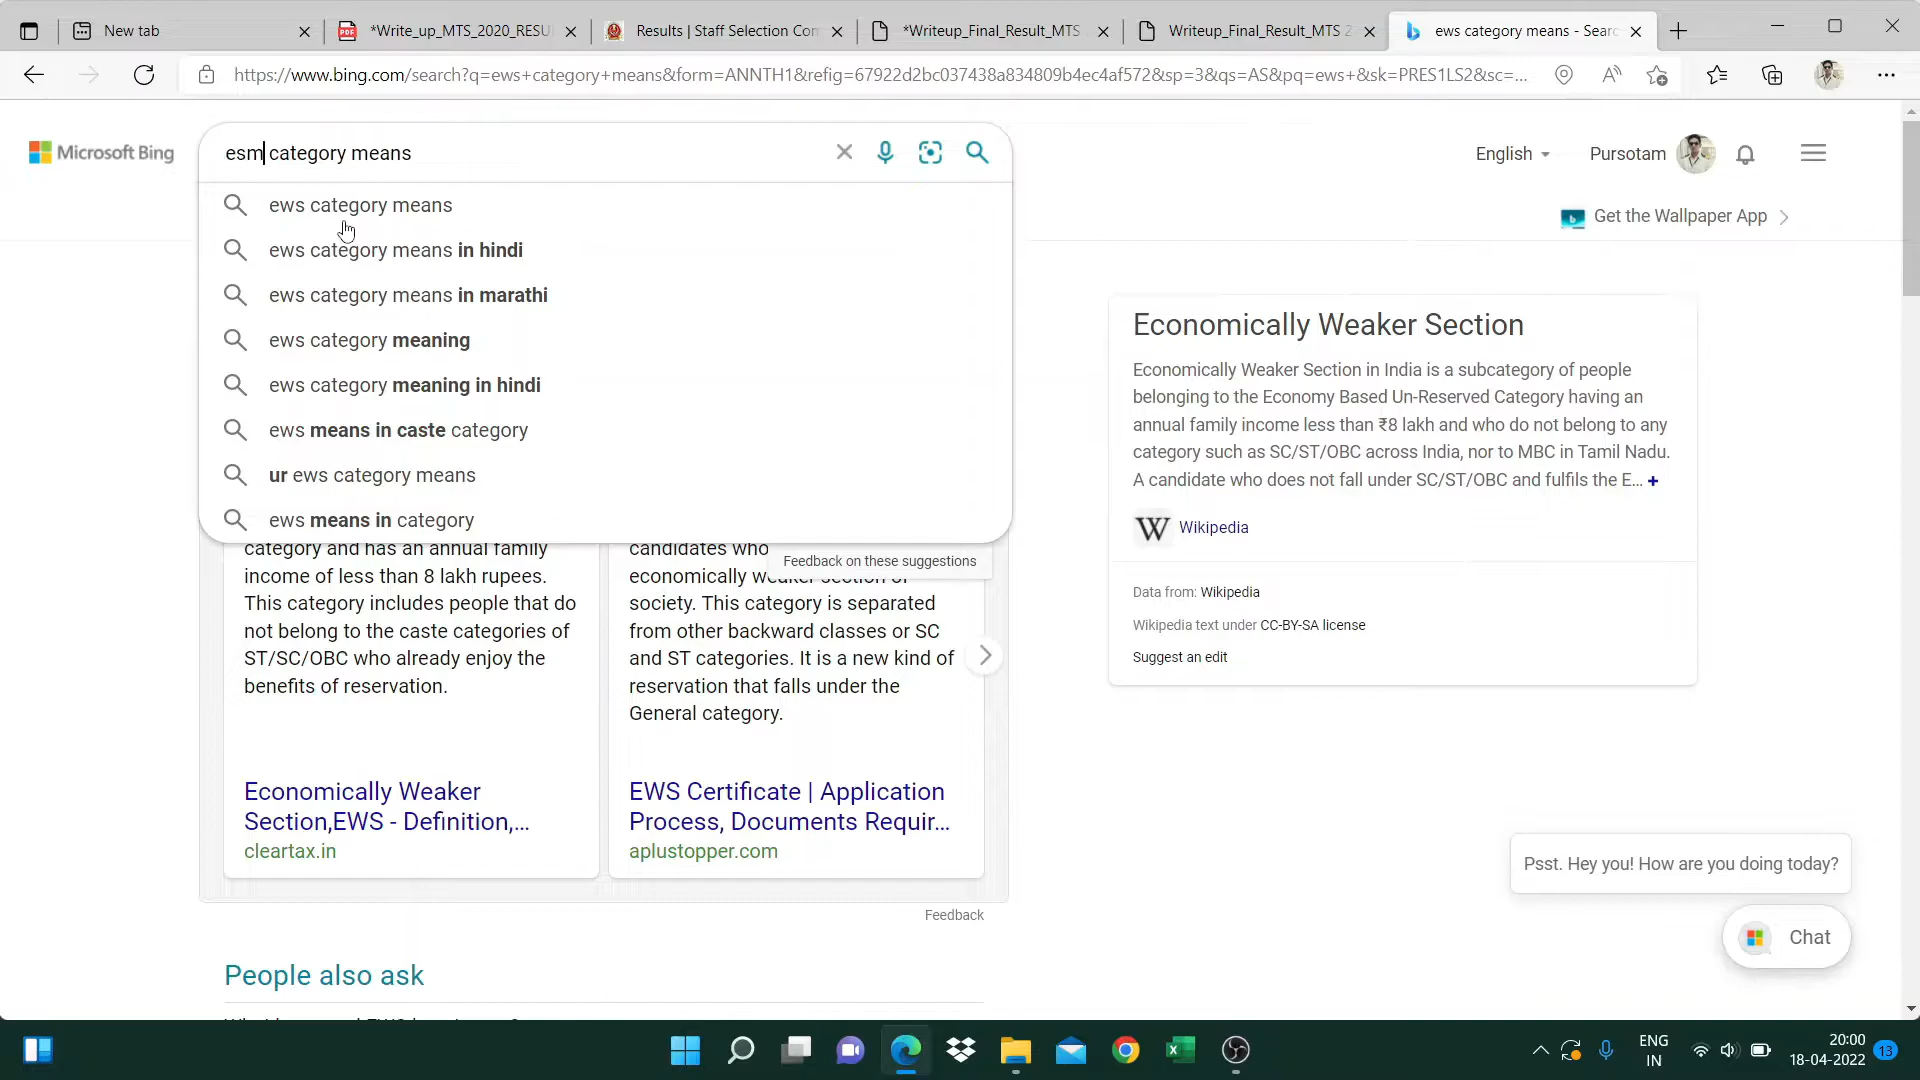 New tab
*Write_up_MTS_2020_RESU
Results | Staff Selection Con
*Writeup_Final_Result_MTS
Writeup_Final_Result_MTS 2
ews category means - Searc
https://www.bing.com/search?q=ews+category+means&form=ANNTH1&refig=67922d2bc037438a834809b4ec4af572&sp=3&qs=AS&pq=ews+&sk=PRES1LS2&sc=...
Microsoft Bing
esm category means
English
Pursotam
Get the Wallpaper App
ews category means
ews category means in hindi
ews category means in marathi
ews category meaning
ews category meaning in hindi
ews means in caste category
ur ews category means
ews means in category
Feedback on these suggestions
category and has an annual family
income of less than 8 lakh rupees.
This category includes people that do
not belong to the caste categories of
ST/SC/OBC who already enjoy the
benefits of reservation.
Economically Weaker
Section,EWS - Definition,...
cleartax.in
candidates who
economically weaker section of
society. This category is separated
from other backward classes or SC
and ST categories. It is a new kind of
reservation that falls under the
General category.
EWS Certificate | Application
Process, Documents Requir...
aplustopper.com
Feedback
People also ask
Economically Weaker Section
Economically Weaker Section in India is a subcategory of people
belonging to the Economy Based Un-Reserved Category having an
annual family income less than ₹8 lakh and who do not belong to any
category such as SC/ST/OBC across India, nor to MBC in Tamil Nadu.
A candidate who does not fall under SC/ST/OBC and fulfils the E... +
W Wikipedia
Data from: Wikipedia
Wikipedia text under CC-BY-SA license
Suggest an edit
Psst. Hey you! How are you doing today?
Chat
ENG
IN
20:00
18-04-2022
13